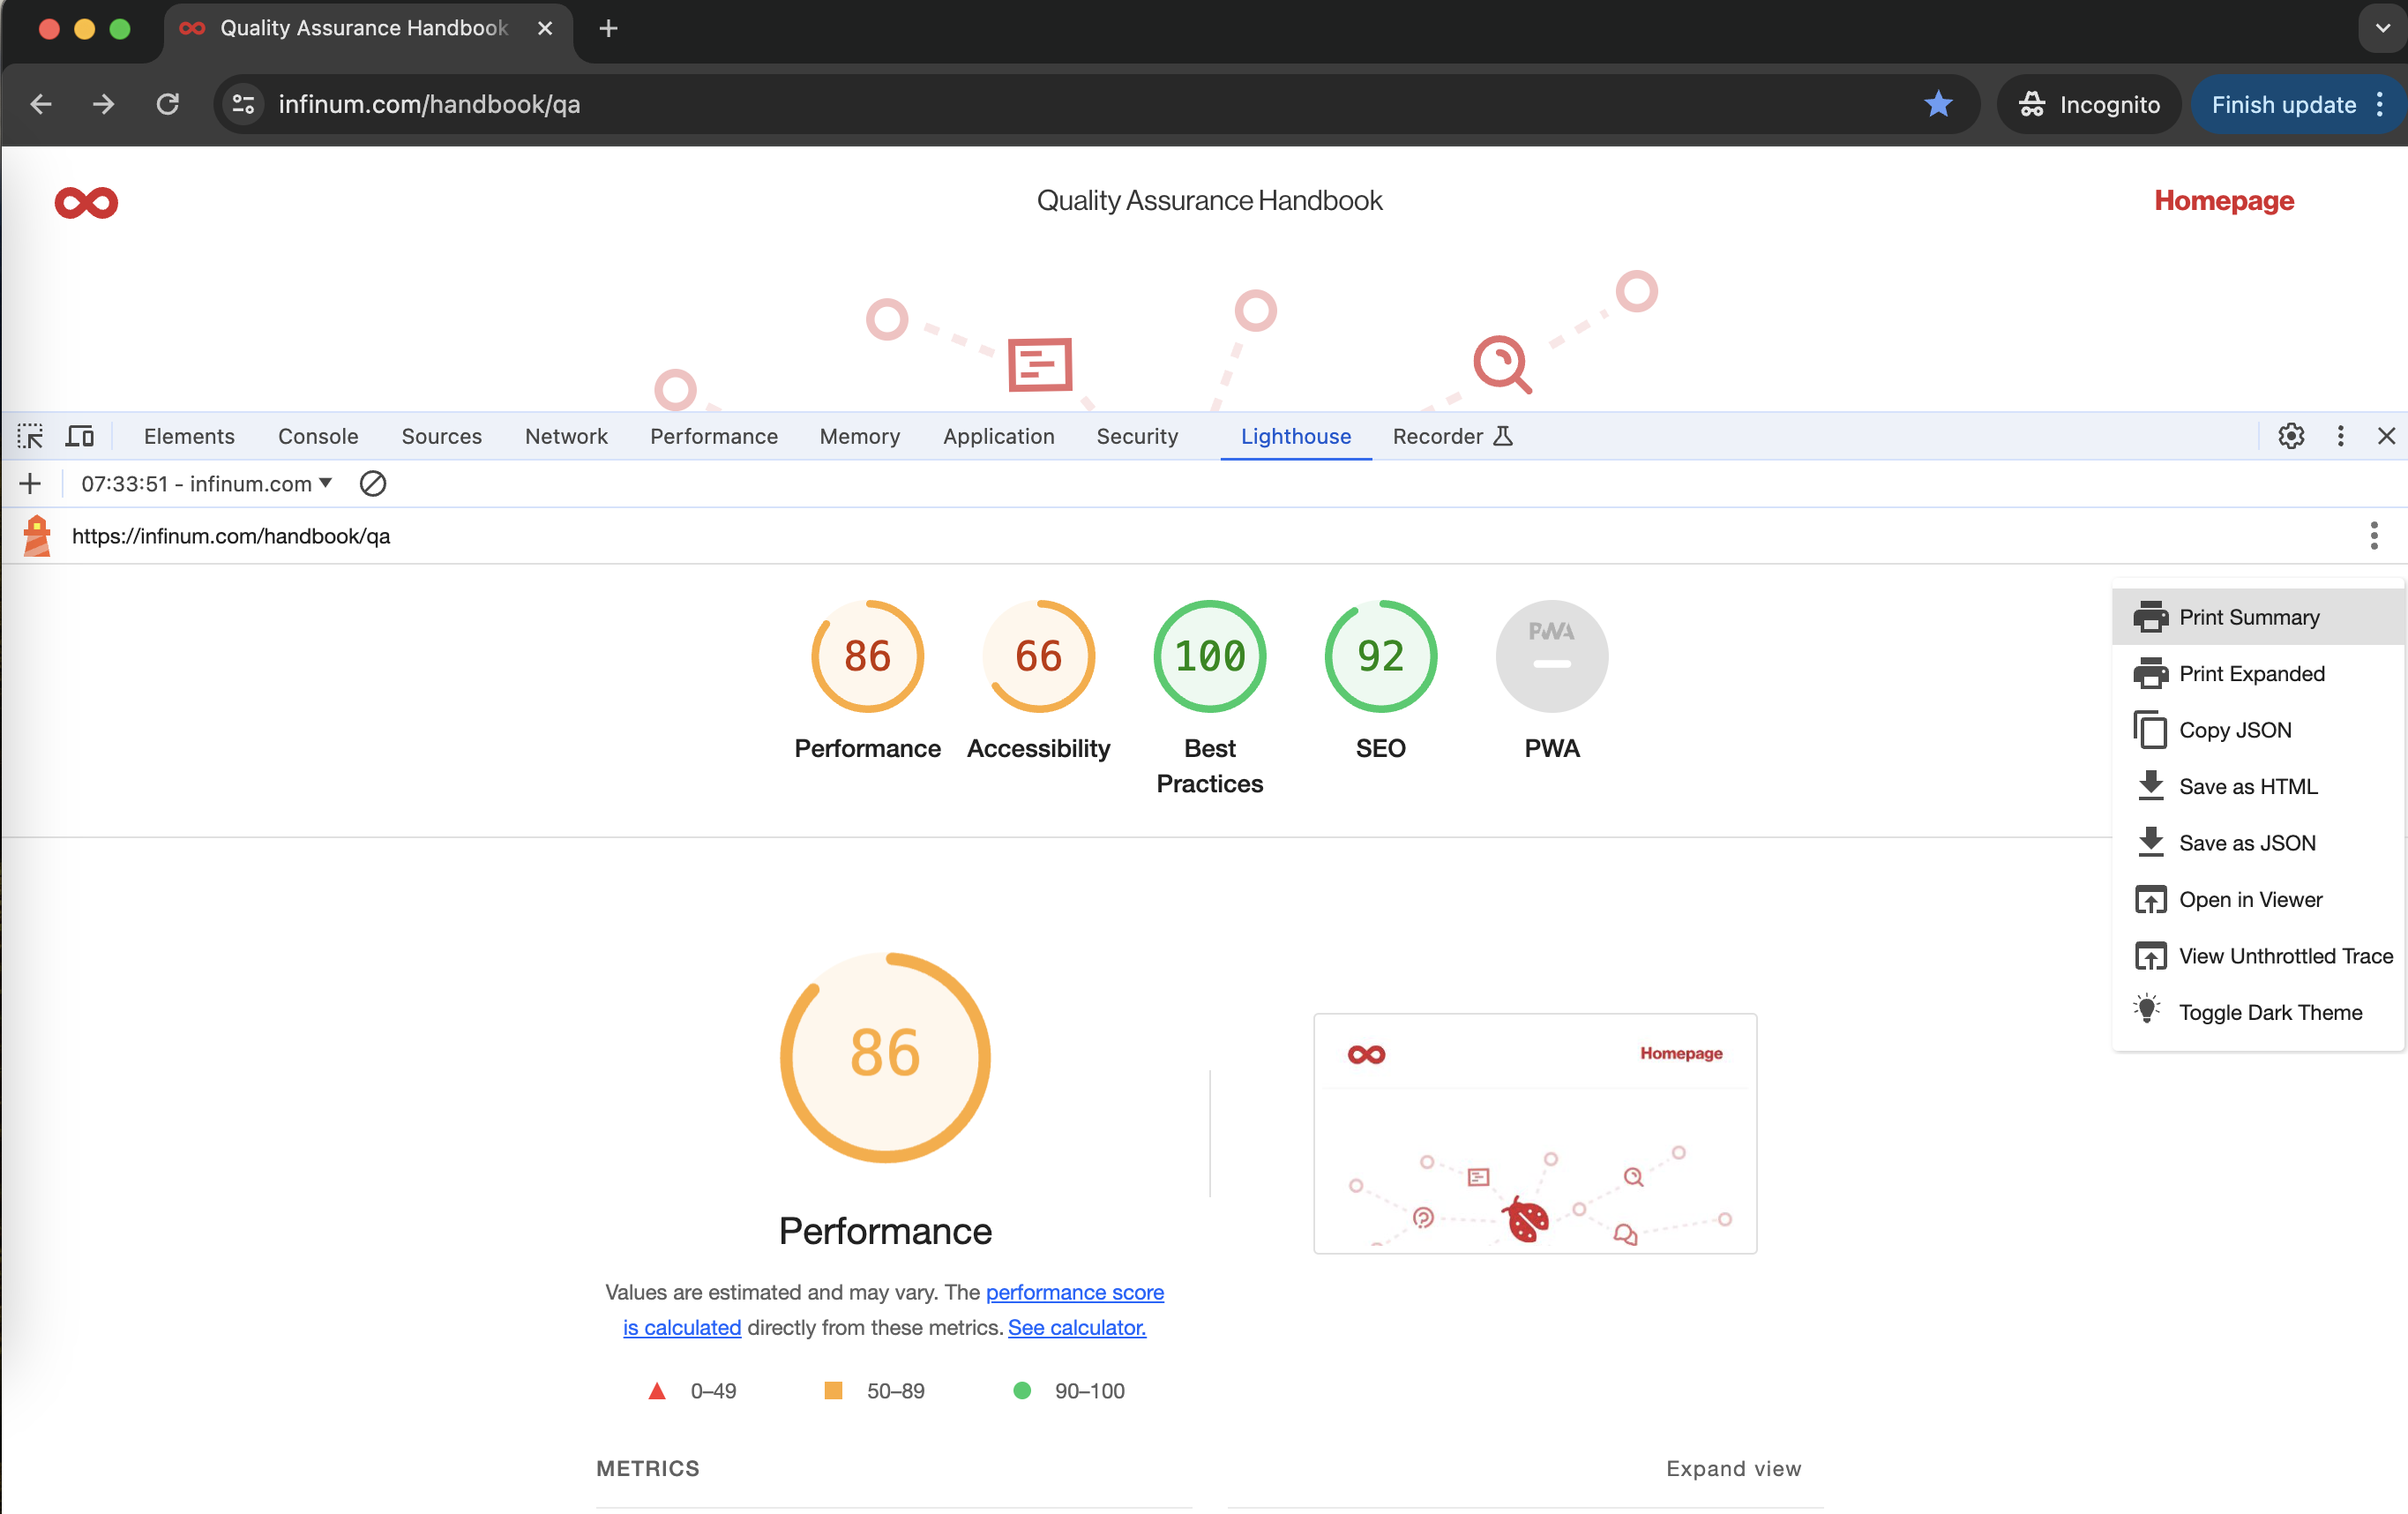 Quality Assurance Handbook
infinum.com/handbook/qa
Incognito
Finish update
Quality Assurance Handbook
Homepage
Elements
Console
Sources
Network
Performance
Memory
Application
Security
Lighthouse
Recorder
07:33:51 - infinum.com
https://infinum.com/handbook/qa
86
66
100
92
PWA
Performance
Accessibility
Best
Practices
SEO
PWA
Print Summary
Print Expanded
Copy JSON
Save as HTML
Save as JSON
Open in Viewer
View Unthrottled Trace
Toggle Dark Theme
86
Performance
Values are estimated and may vary. The performance score
is calculated directly from these metrics. See calculator.
0–49
50–89
90–100
Homepage
METRICS
Expand view